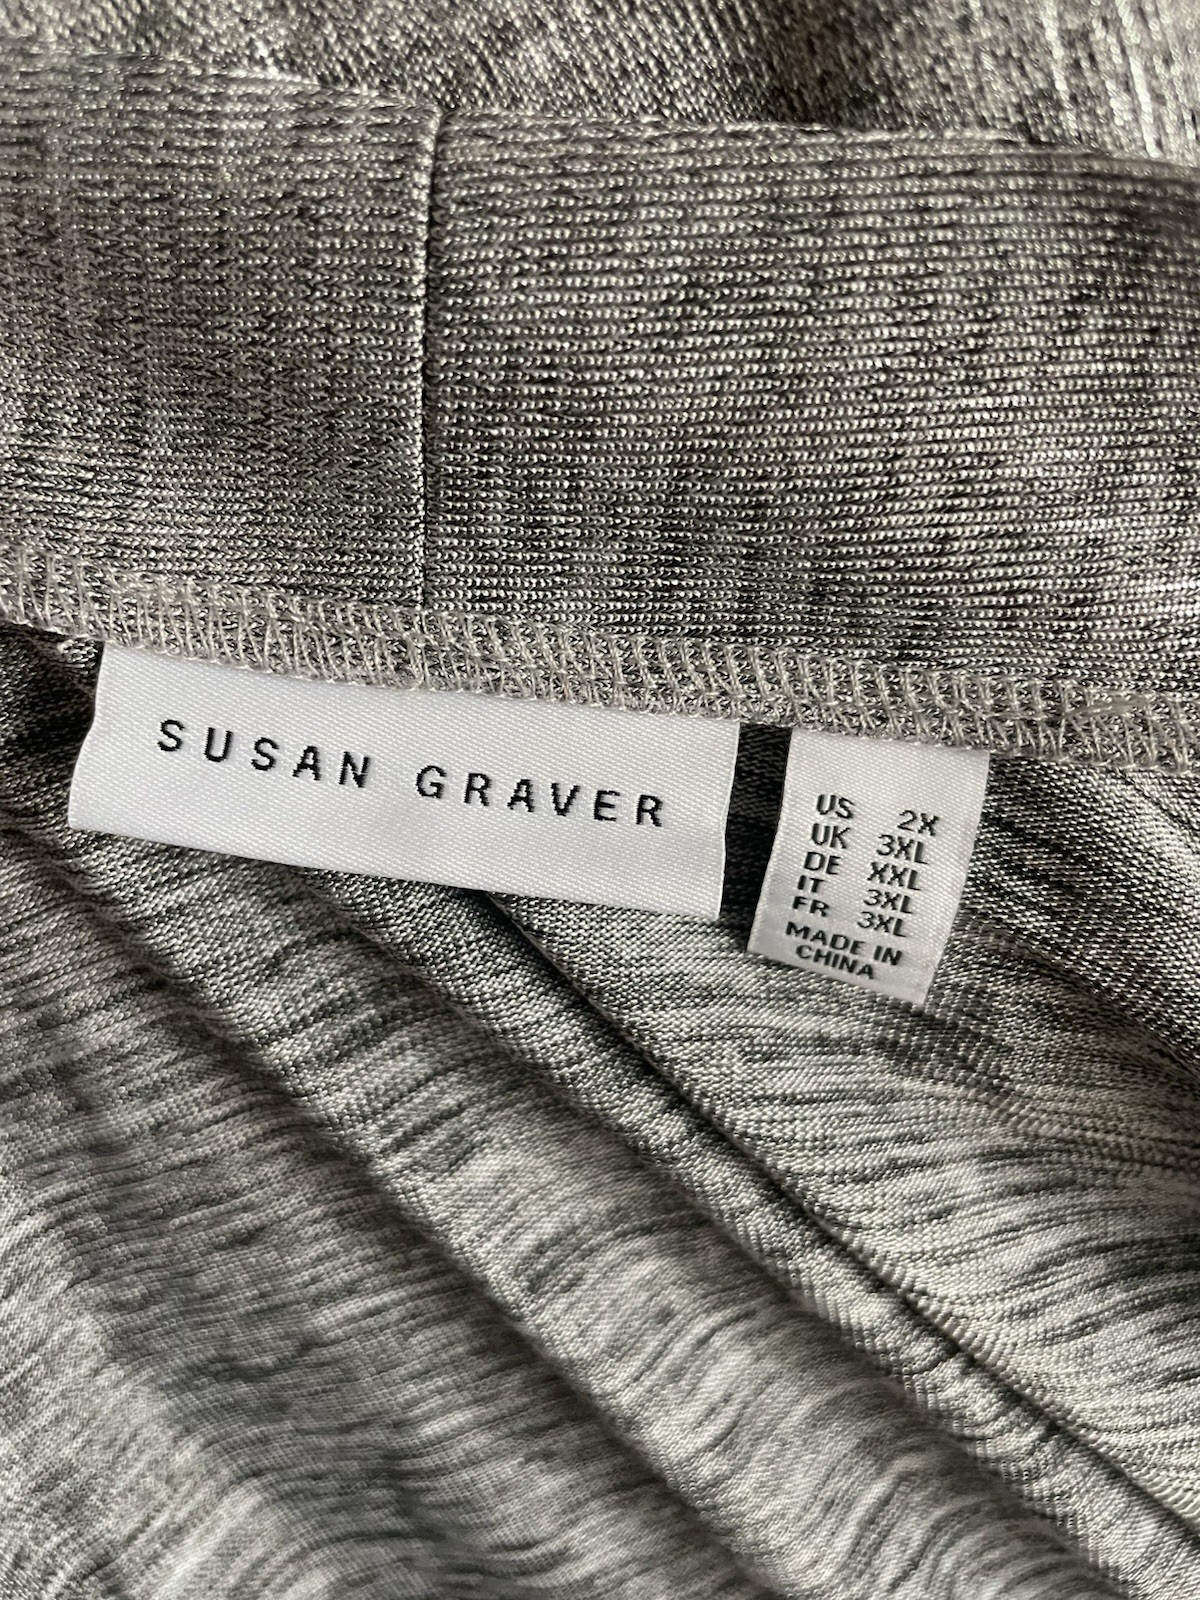 SUSAN GRAVER
US 2X
UK 3XL
DE XXL
IT 3XL
FR 3XL
MADE IN
CHINA